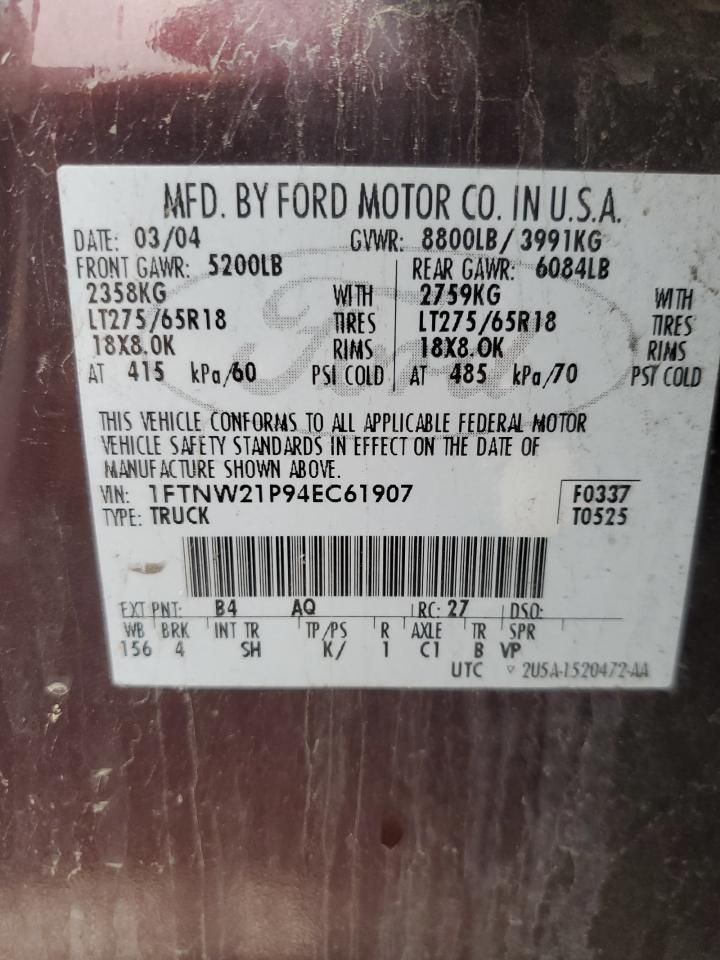 MFD. BY FORD MOTOR CO. IN U.S.A.
DATE: 03/04 GVWR: 8800LB/ 3991KG
FRONT GAWR: 5200LB REAR GAWR: 6084LB
2358KG WITH 2759KG WITH
LT275/65R18 TIRES LT275/65R18 TIRES
18X8.0K RIMS 18X8.0K RIMS
AT 415 kPa/60 PSI COLD AT 485 kPa/70 PSI COLD
Ford
THIS VEHICLE CONFORMS TO ALL APPLICABLE FEDERAL MOTOR
VEHICLE SAFETY STANDARDS IN EFFECT ON THE DATE OF
MANUFACTURE SHOWN ABOVE.
VIN: 1FTNW21P94EC61907 F0337
TYPE: TRUCK T0525
EXT PNT: B4 AQ RC: 27 DSO:
WB BRK INT TR TP/PS R AXLE TR SPR
156 4 SH K/ 1 C1 B VP
UTC ▿ 2U5A-1520472-AA